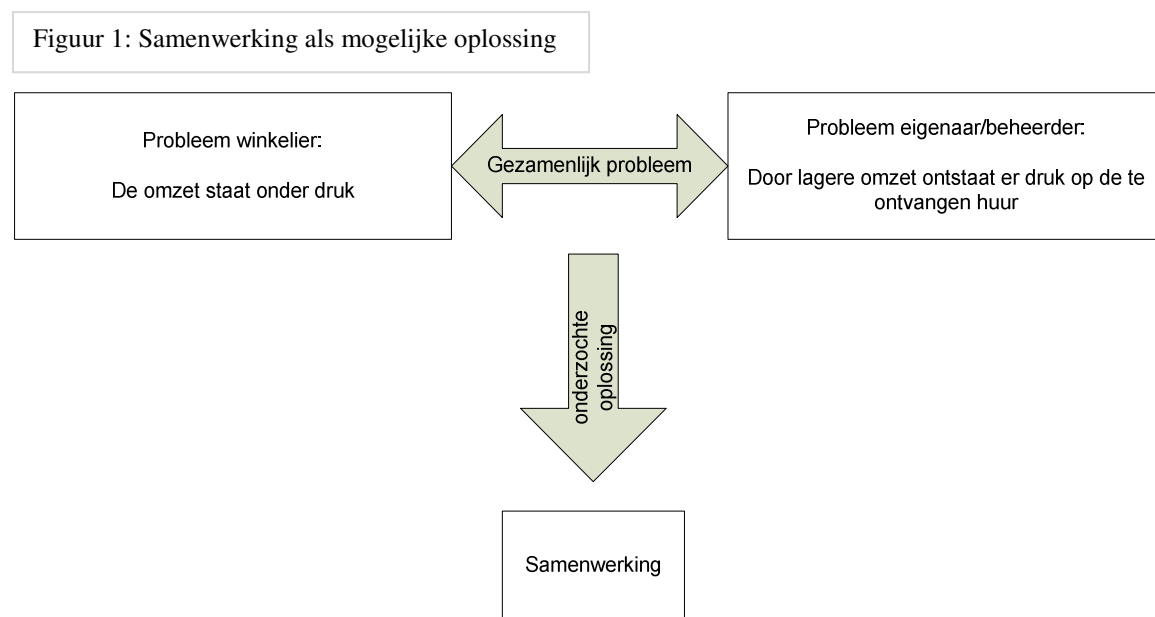 Figuur 1: Samenwerking als mogelijke oplossing
Probleem winkelier:
De omzet staat onder druk
Gezamenlijk probleem
Probleem eigenaar/beheerder:
Door lagere omzet ontstaat er druk op de te
ontvangen huur
onderzochte
oplossing
Samenwerking